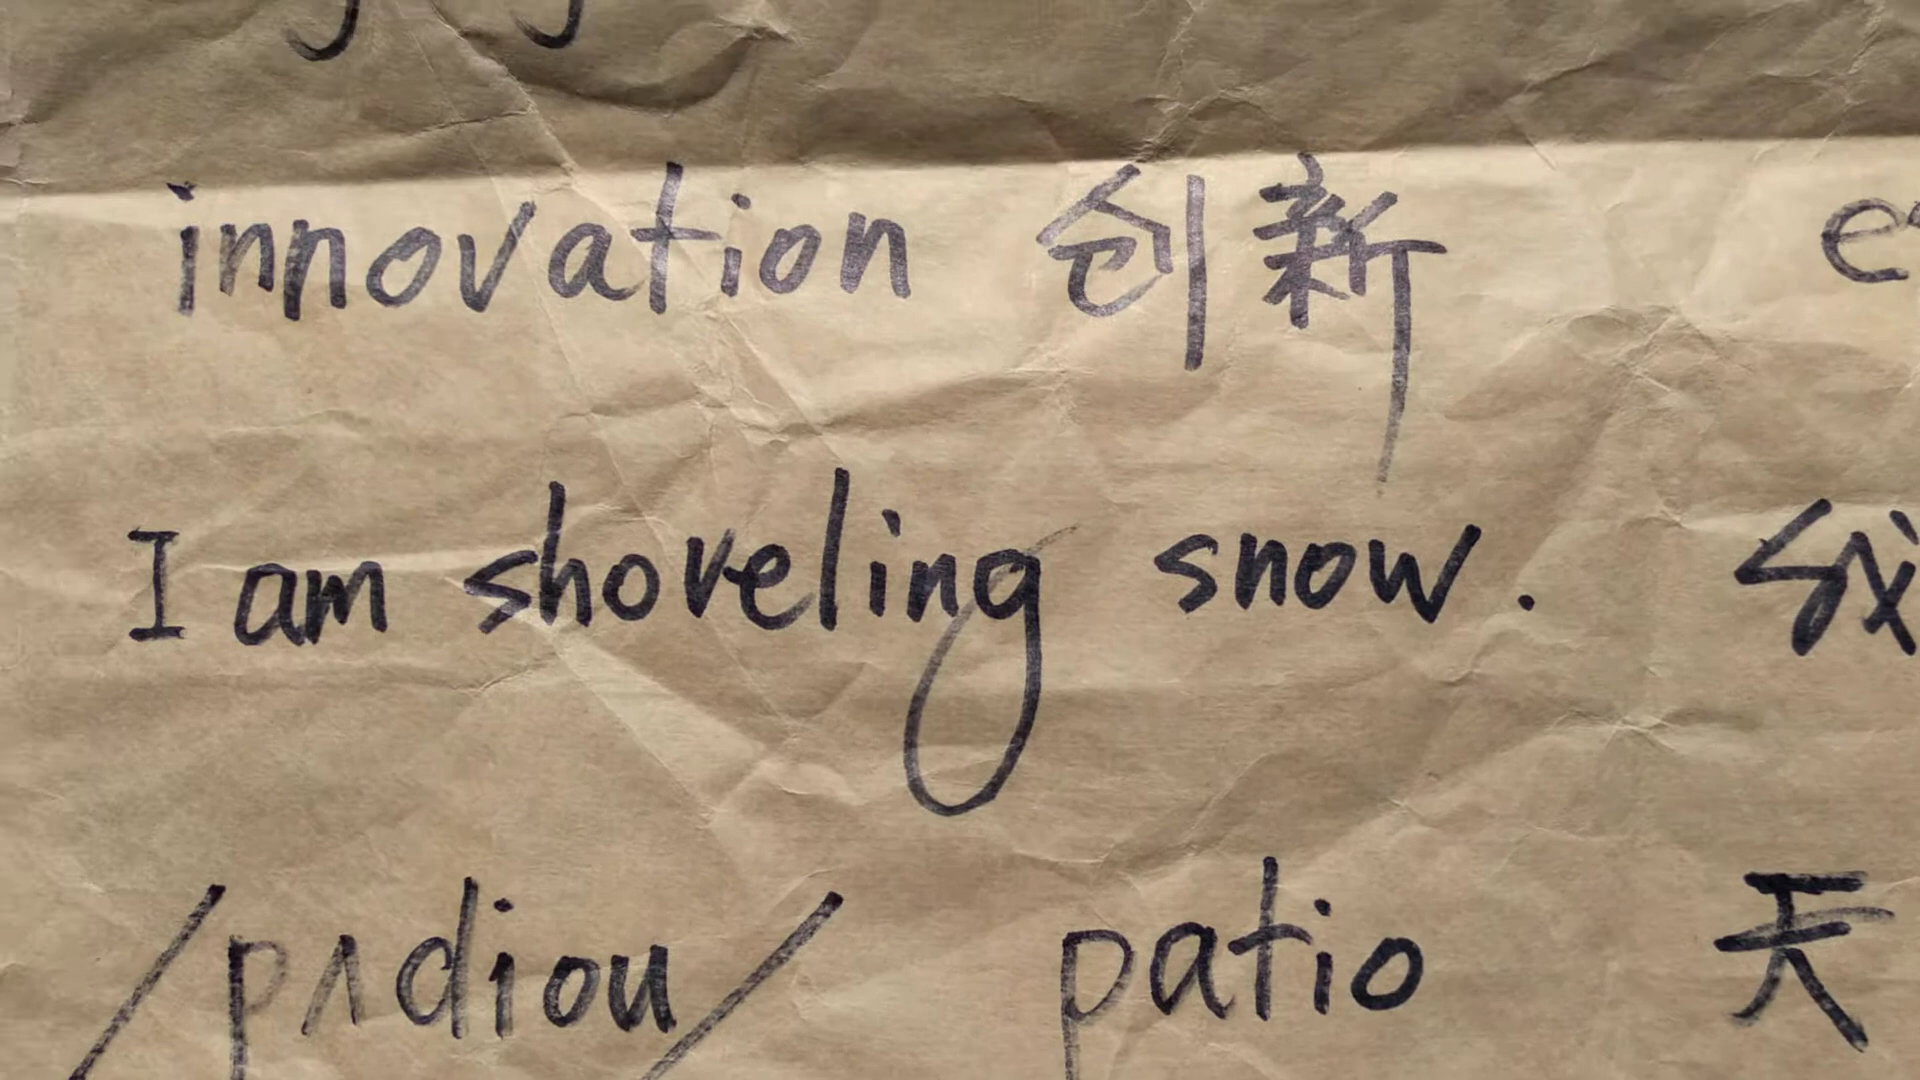 innovation 创新
I am shoveling snow.
/pʌdiou/ patio 天